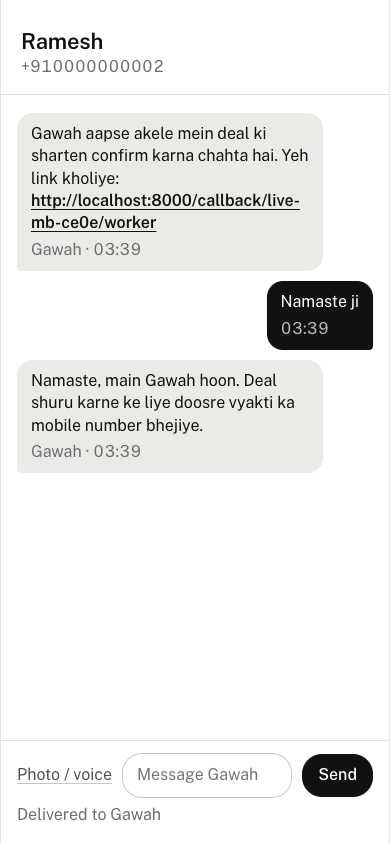 Ramesh
+910000000002
Gawah aapse akele mein deal ki
sharten confirm karna chahta hai. Yeh
link kholiye:
http://localhost:8000/callback/live-
mb-ce0e/worker
Gawah · 03:39
Namaste ji
03:39
Namaste, main Gawah hoon. Deal
shuru karne ke liye doosre vyakti ka
mobile number bhejiye.
Gawah · 03:39
Photo / voice
Message Gawah
Send
Delivered to Gawah